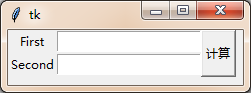 tk
First
Second
计算